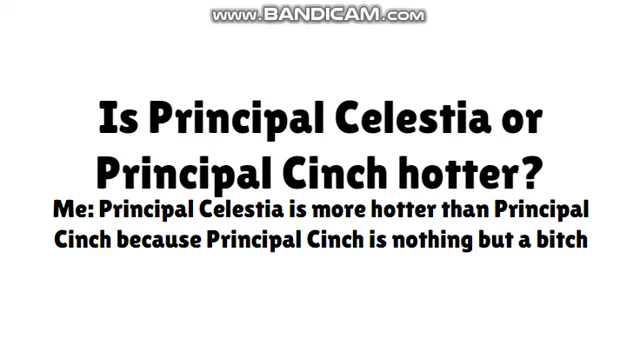 www.BANDICAM.com
Is Principal Celestia or
Principal Cinch hotter?
Me: Principal Celestia is more hotter than Principal
Cinch because Principal Cinch is nothing but a bitch